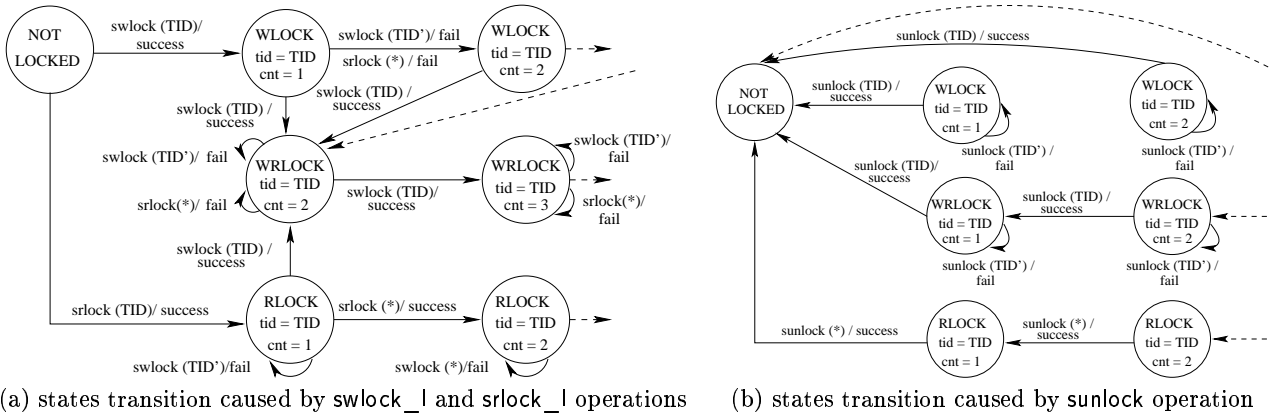 NOT
LOCKED
swlock (TID)/
success
WLOCK
tid = TID
cnt = 1
swlock (TID')/ fail
srlock (*) / fail
WLOCK
tid = TID
cnt = 2
swlock (TID) /
success
swlock (TID) /
success
swlock (TID')/ fail
srlock(*)/ fail
WRLOCK
tid = TID
cnt = 2
swlock (TID)/
success
WRLOCK
tid = TID
cnt = 3
swlock (TID')/
fail
srlock(*)/
fail
swlock (TID) /
success
srlock (TID)/ success
RLOCK
tid = TID
cnt = 1
srlock (*)/ success
RLOCK
tid = TID
cnt = 2
swlock (TID')/fail
swlock (*)/fail
(a) states transition caused by swlock_l and srlock_l operations
sunlock (TID) / success
NOT
LOCKED
sunlock (TID) /
success
WLOCK
tid = TID
cnt = 1
sunlock (TID') /
fail
WLOCK
tid = TID
cnt = 2
sunlock (TID') /
fail
sunlock (TID)/
success
WRLOCK
tid = TID
cnt = 1
sunlock (TID') /
fail
sunlock (TID) /
success
WRLOCK
tid = TID
cnt = 2
sunlock (TID') /
fail
sunlock (*) / success
RLOCK
tid = TID
cnt = 1
sunlock (*) /
success
RLOCK
tid = TID
cnt = 2
(b) states transition caused by sunlock operation